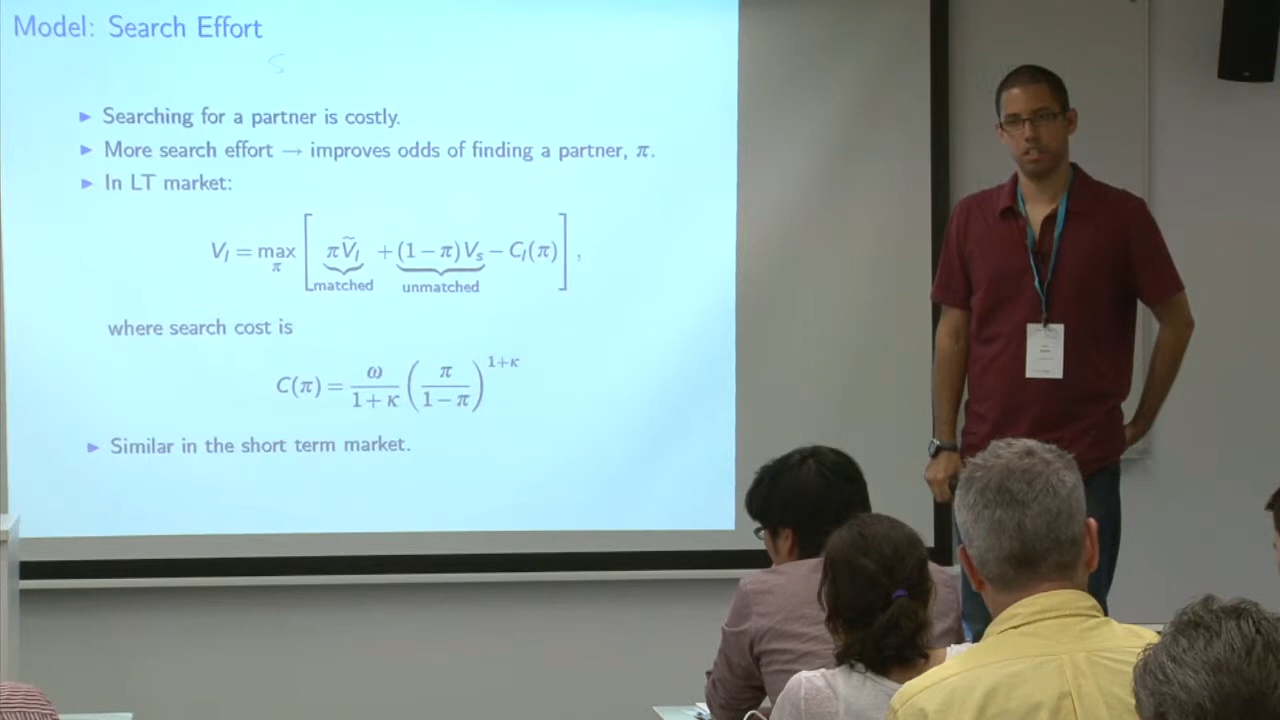 Model: Search Effort
▶ Searching for a partner is costly.
▶ More search effort → improves odds of finding a partner, π.
▶ In LT market:
V_l = max_π [ πṼ_l + (1 − π)V_s − C_l(π) ] ,
matched unmatched
where search cost is
C(π) = ω/(1 + κ) (π/(1 − π))^{1+κ}
▶ Similar in the short term market.